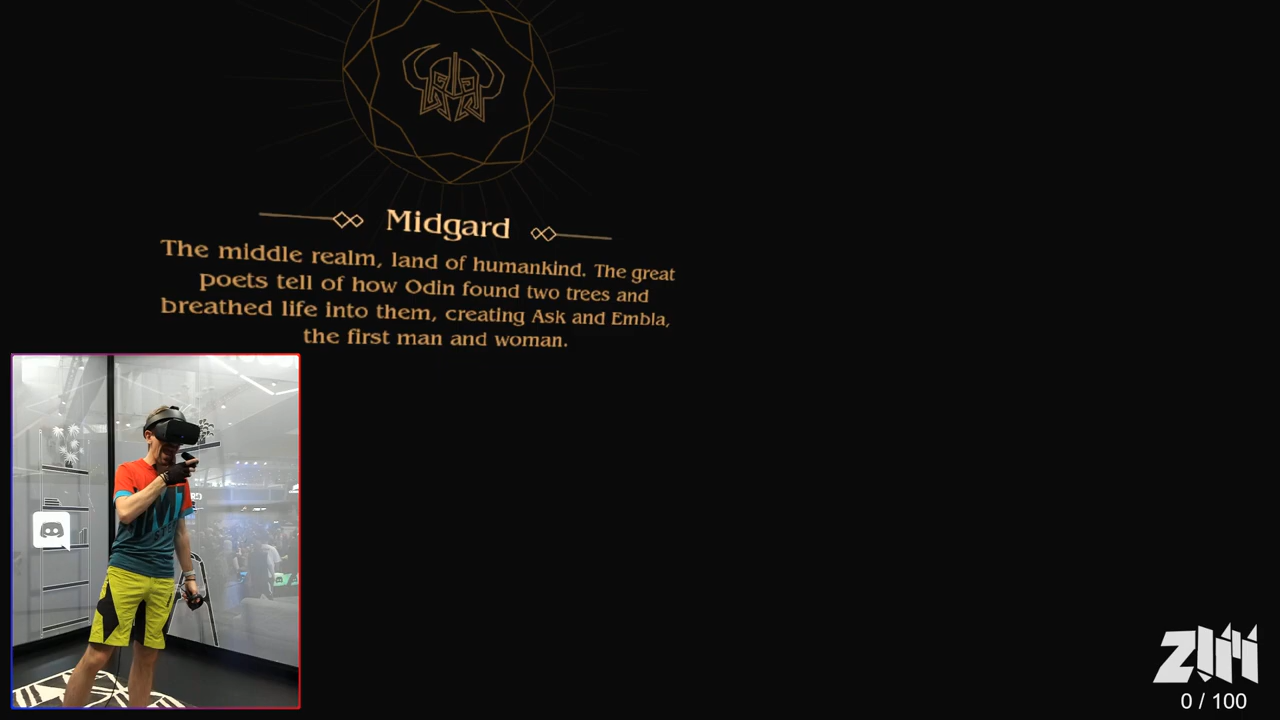 Midgard
The middle realm, land of humankind. The great
poets tell of how Odin found two trees and
breathed life into them, creating Ask and Embla,
the first man and woman.
ZIMI
0 / 100